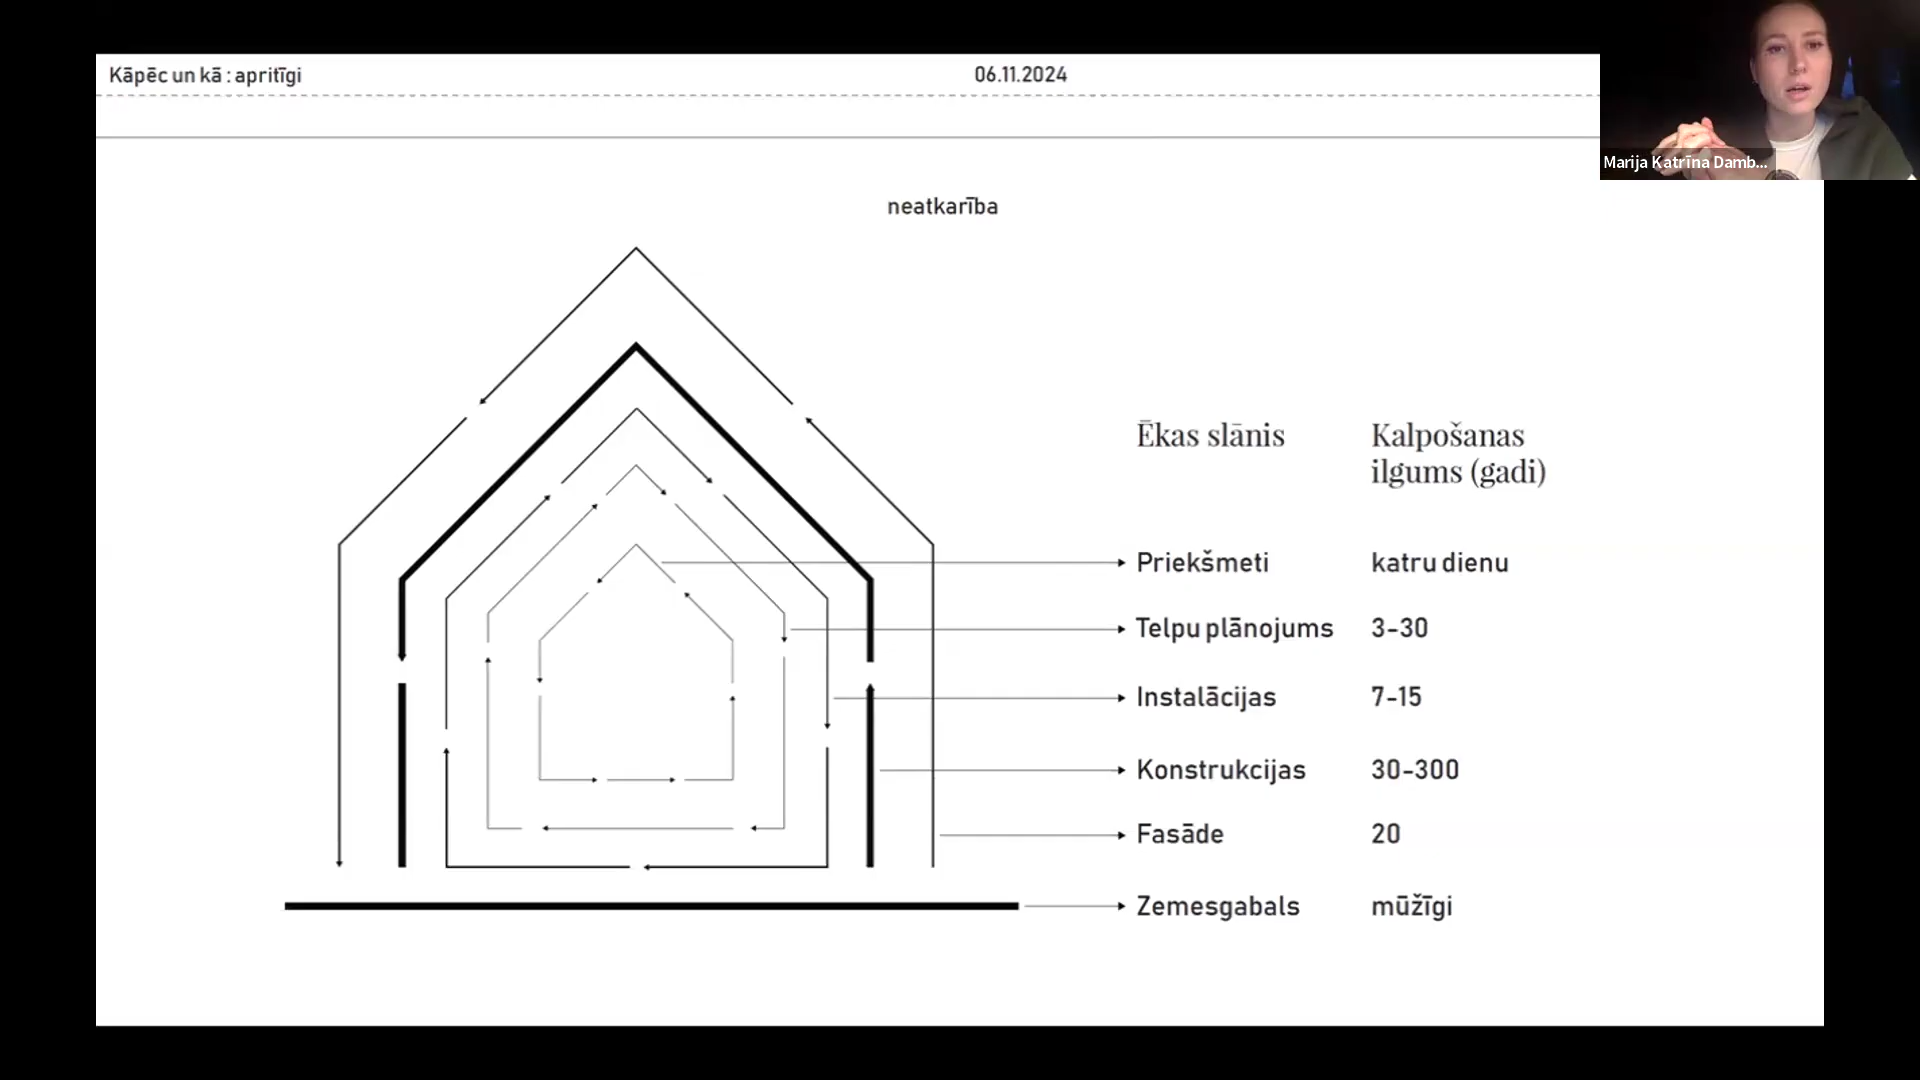 Kāpēc un kā : apritīgi
06.11.2024
Marija Katrīna Damb...
neatkarība
Ēkas slānis
Kalpošanas
ilgums (gadi)
Priekšmeti katru dienu
Telpu plānojums 3-30
Instalācijas 7-15
Konstrukcijas 30-300
Fasāde 20
Zemesgabals mūžīgi